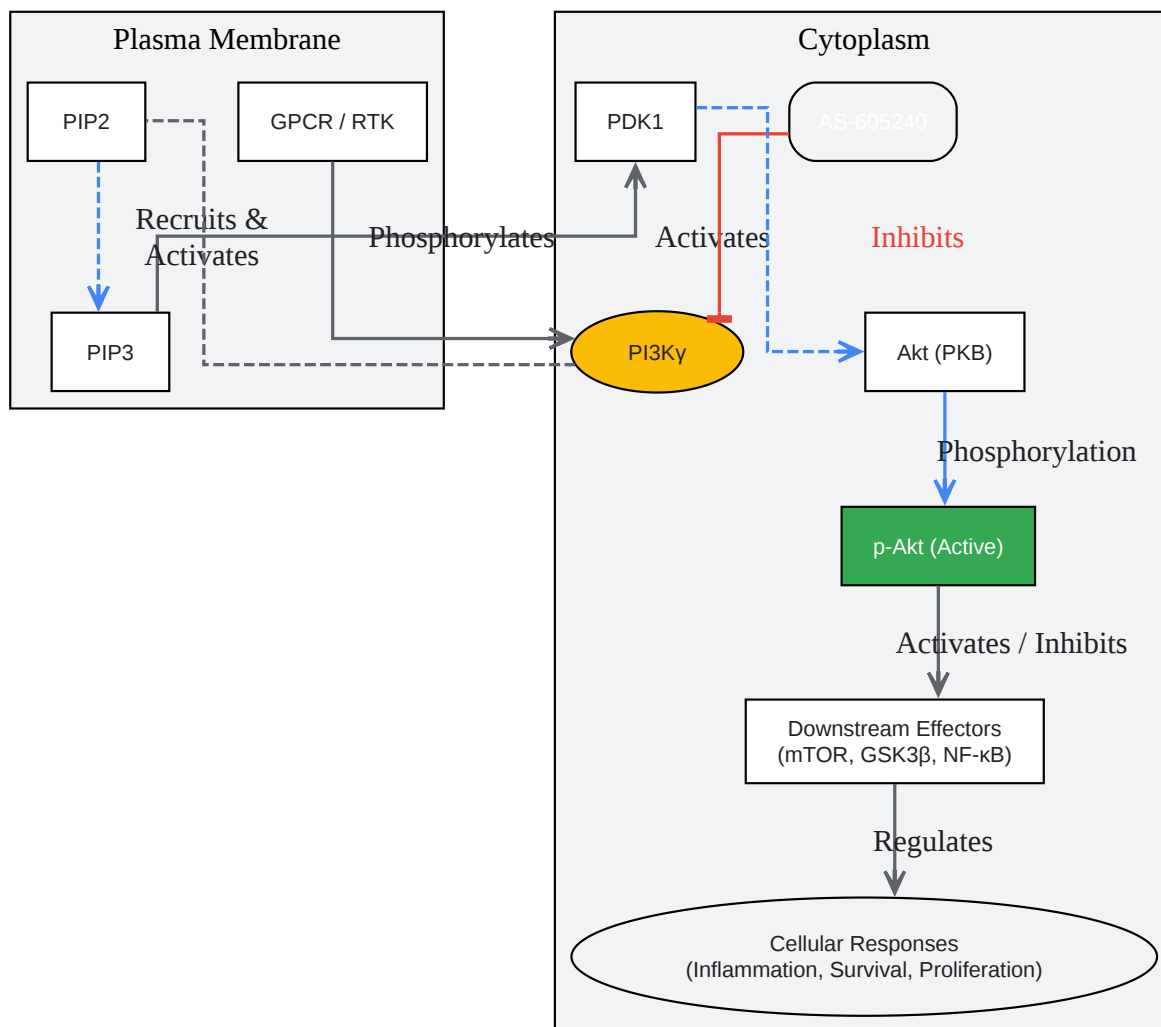 Plasma Membrane
Cytoplasm
PIP2
GPCR / RTK
PDK1
AS-605240
Recruits &
Activates
Phosphorylates
Activates
Inhibits
PIP3
PI3Kγ
Akt (PKB)
Phosphorylation
p-Akt (Active)
Activates / Inhibits
Downstream Effectors
(mTOR, GSK3β, NF-κB)
Regulates
Cellular Responses
(Inflammation, Survival, Proliferation)